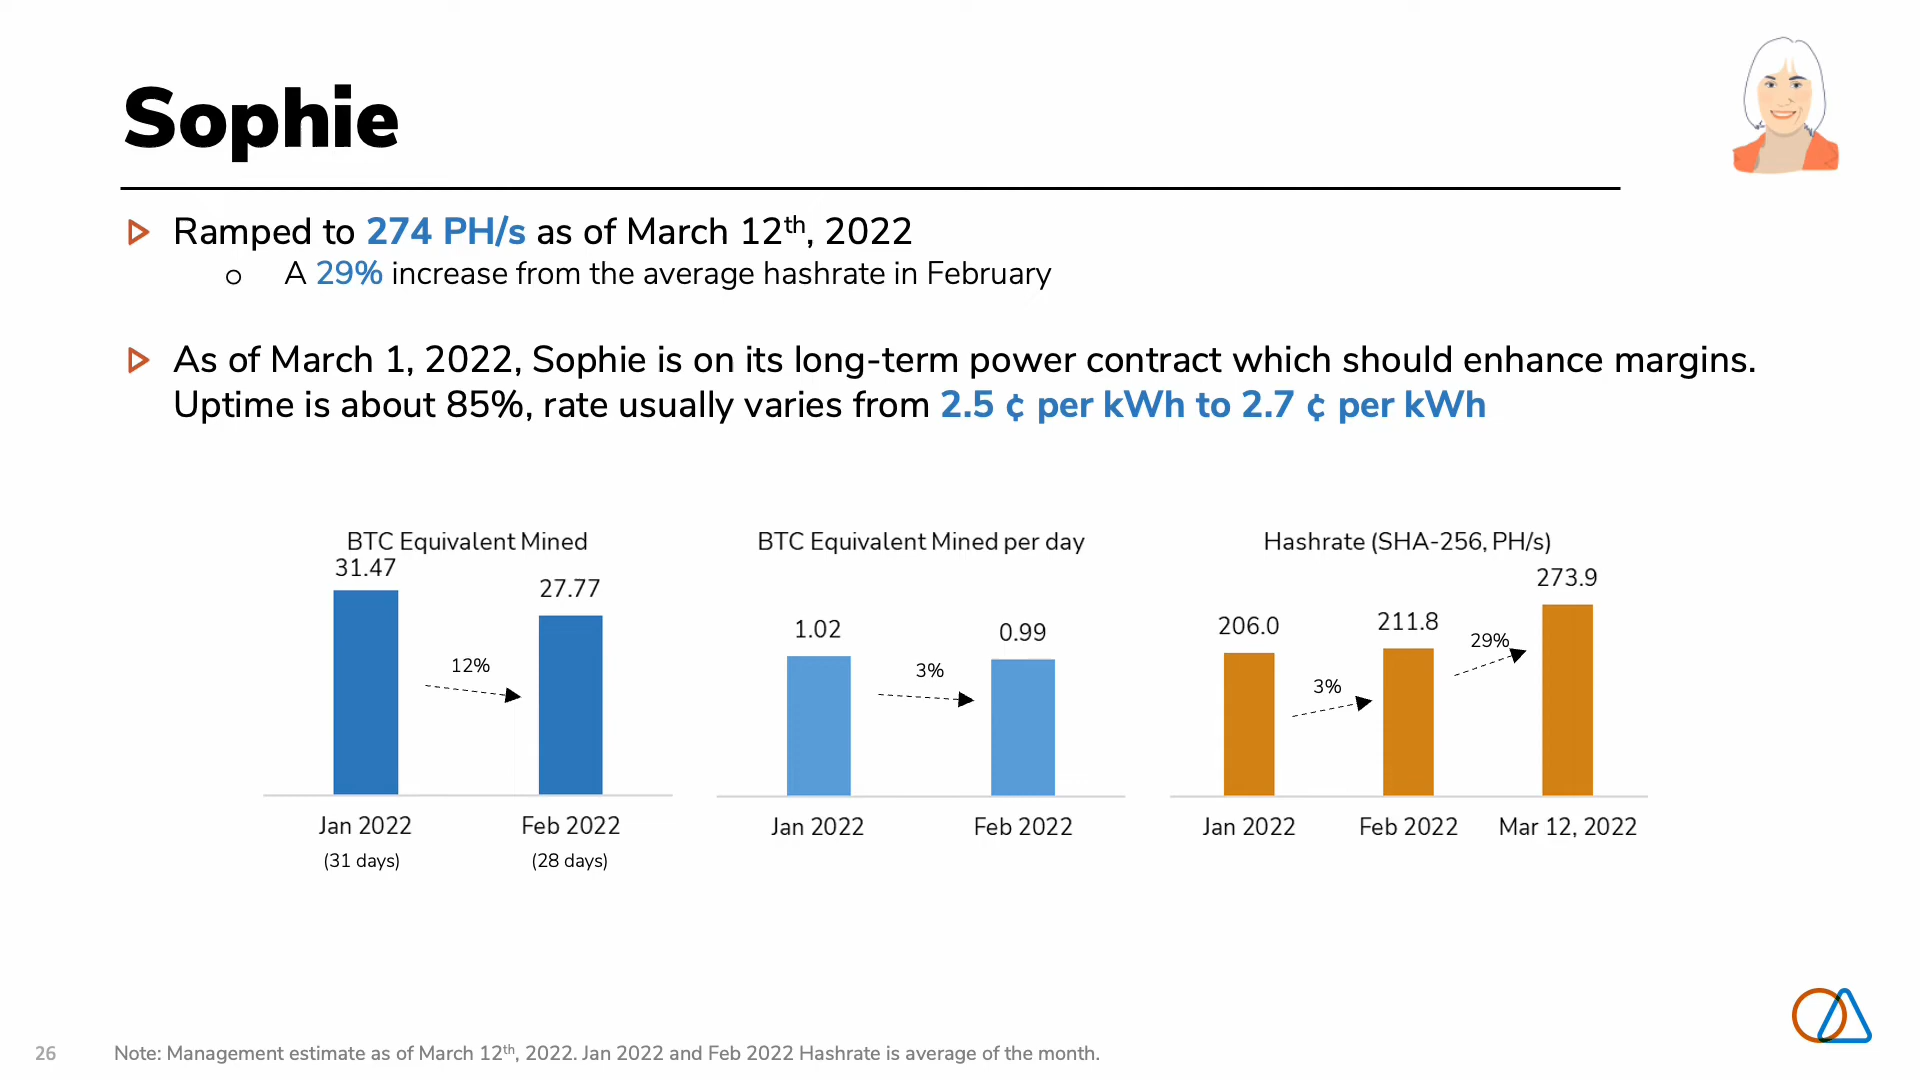 Sophie
Ramped to 274 PH/s as of March 12th, 2022
o A 29% increase from the average hashrate in February
As of March 1, 2022, Sophie is on its long-term power contract which should enhance margins.
Uptime is about 85%, rate usually varies from 2.5 ¢ per kWh to 2.7 ¢ per kWh
BTC Equivalent Mined
31.47
27.77
12%
Jan 2022
Feb 2022
(31 days)
(28 days)
BTC Equivalent Mined per day
1.02
0.99
3%
Jan 2022
Feb 2022
Hashrate (SHA-256, PH/s)
273.9
206.0
211.8
29%
3%
Jan 2022
Feb 2022
Mar 12, 2022
26
Note: Management estimate as of March 12th, 2022. Jan 2022 and Feb 2022 Hashrate is average of the month.